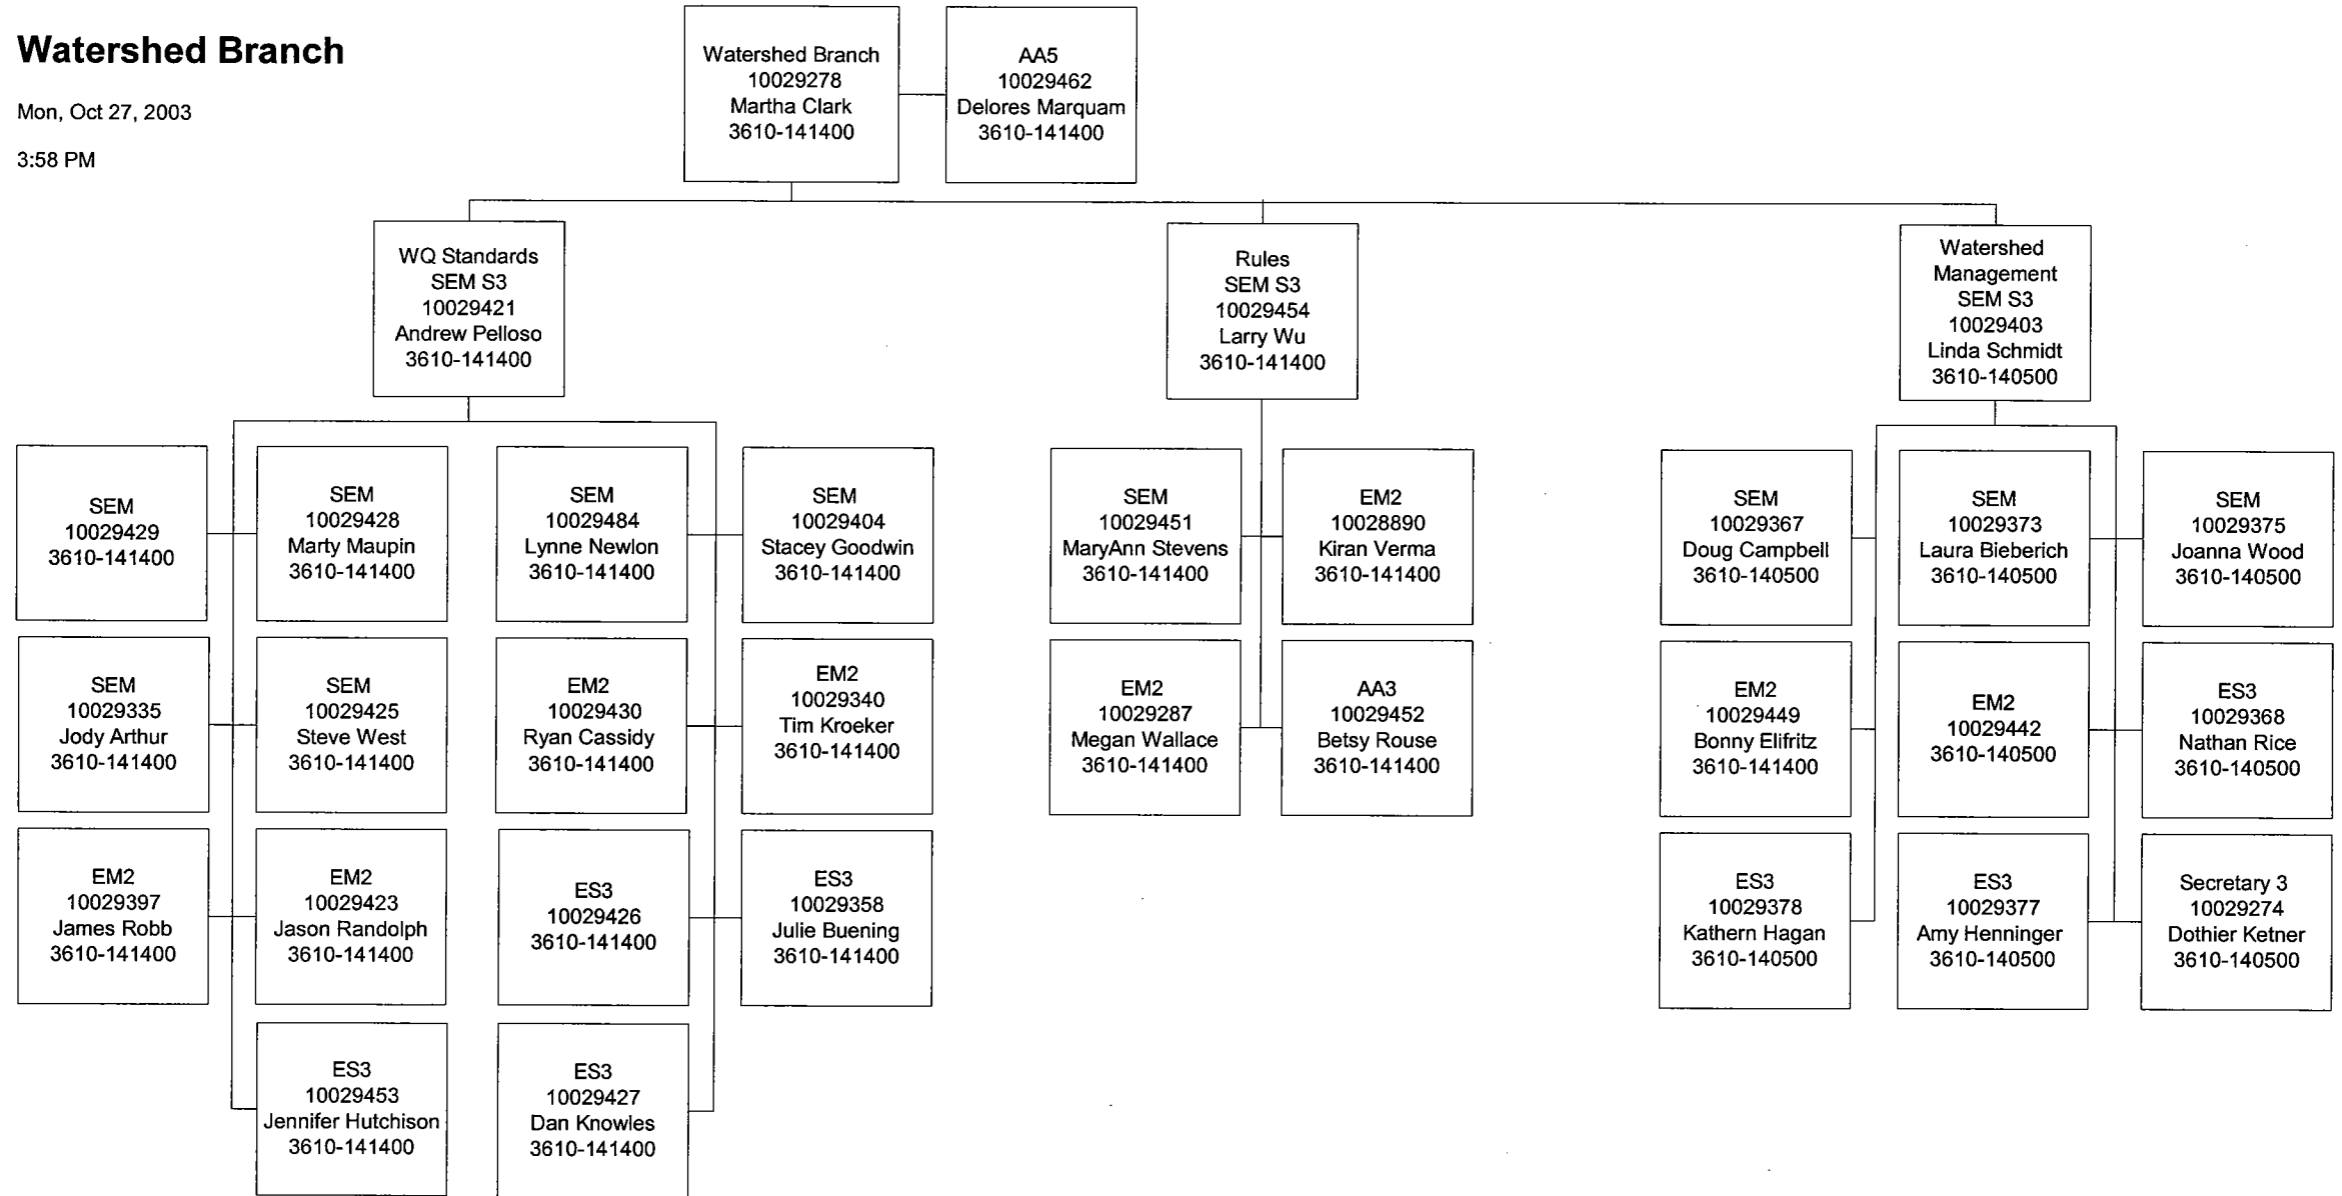 Watershed Branch
Mon, Oct 27, 2003
3:58 PM
Watershed Branch
10029278
Martha Clark
3610-141400
AA5
10029462
Delores Marquam
3610-141400
WQ Standards
SEM S3
10029421
Andrew Pelloso
3610-141400
Rules
SEM S3
10029454
Larry Wu
3610-141400
Watershed
Management
SEM S3
10029403
Linda Schmidt
3610-140500
SEM
10029429
3610-141400
SEM
10029428
Marty Maupin
3610-141400
SEM
10029484
Lynne Newlon
3610-141400
SEM
10029404
Stacey Goodwin
3610-141400
SEM
10029335
Jody Arthur
3610-141400
SEM
10029425
Steve West
3610-141400
EM2
10029430
Ryan Cassidy
3610-141400
EM2
10029340
Tim Kroeker
3610-141400
EM2
10029397
James Robb
3610-141400
EM2
10029423
Jason Randolph
3610-141400
ES3
10029426
3610-141400
ES3
10029358
Julie Buening
3610-141400
ES3
10029453
Jennifer Hutchison
3610-141400
ES3
10029427
Dan Knowles
3610-141400
SEM
10029451
MaryAnn Stevens
3610-141400
EM2
10028890
Kiran Verma
3610-141400
EM2
10029287
Megan Wallace
3610-141400
AA3
10029452
Betsy Rouse
3610-141400
SEM
10029367
Doug Campbell
3610-140500
SEM
10029373
Laura Bieberich
3610-140500
SEM
10029375
Joanna Wood
3610-140500
EM2
10029449
Bonny Elifritz
3610-141400
EM2
10029442
3610-140500
ES3
10029368
Nathan Rice
3610-140500
ES3
10029378
Kathern Hagan
3610-140500
ES3
10029377
Amy Henninger
3610-140500
Secretary 3
10029274
Dothier Ketner
3610-140500